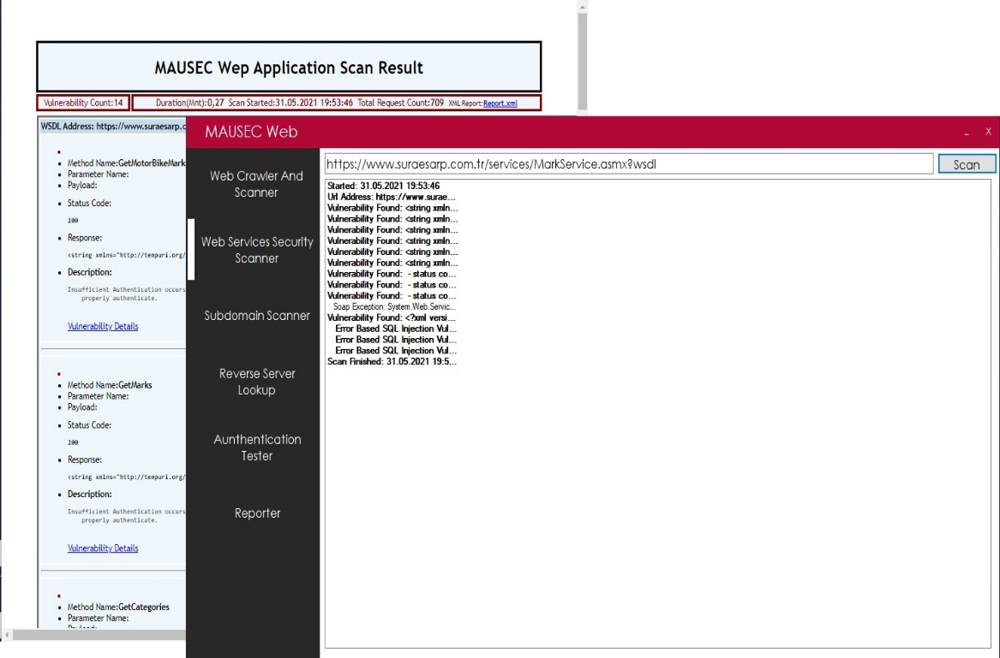 MAUSEC Wep Application Scan Result
Vulnerability Count:14
Duration(Mnt):0,27 Scan Started:31.05.2021 19:53:46 Total Request Count:709 XML Report:Report.xml
WSDL Address: https://www.suraesarp.c
Method Name:GetMotorBikeMark
Parameter Name:
Payload:
Status Code:
200
Response:
<string xmlns="http://tempuri.org/
Description:
Insufficient Authentication occurs
properly authenticate.
Vulnerability Details
Method Name:GetMarks
Parameter Name:
Payload:
Status Code:
200
Response:
<string xmlns="http://tempuri.org/
Description:
Insufficient Authentication occurs
properly authenticate.
Vulnerability Details
Method Name:GetCategories
Parameter Name:
MAUSEC Web
_ X
Web Crawler And
Scanner
Web Services Security
Scanner
Subdomain Scanner
Reverse Server
Lookup
Aunthentication
Tester
Reporter
https://www.suraesarp.com.tr/services/MarkService.asmx?wsdl
Scan
Started: 31.05.2021 19:53:46
Url Address: https://www.surae...
Vulnerability Found: <string xmln...
Vulnerability Found: <string xmln...
Vulnerability Found: <string xmln...
Vulnerability Found: <string xmln...
Vulnerability Found: <string xmln...
Vulnerability Found: <string xmln...
Vulnerability Found: - status co...
Vulnerability Found: - status co...
Vulnerability Found: - status co...
Soap Exception: System.Web.Servic...
Vulnerability Found: <?xml versi...
Error Based SQL Injection Vul...
Error Based SQL Injection Vul...
Error Based SQL Injection Vul...
Scan Finished: 31.05.2021 19:5...